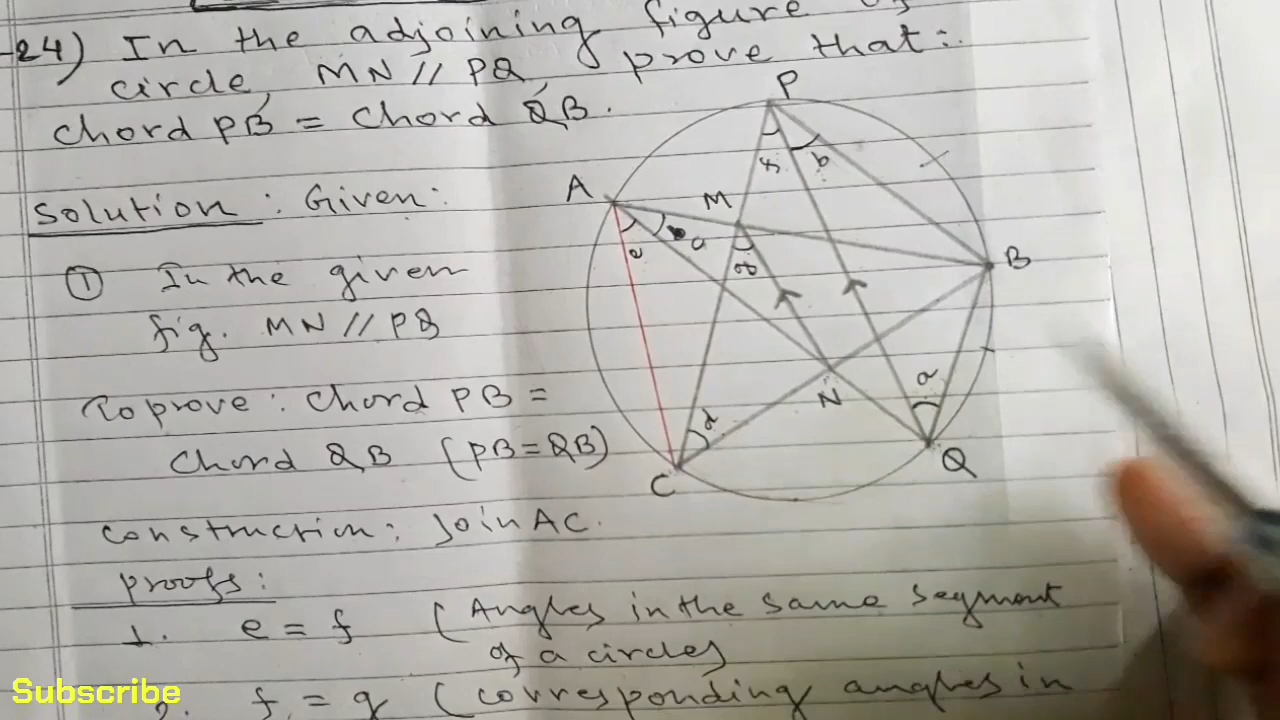 24) In the adjoining figure of
circle, MN // PQ, prove that:
chord PB = chord QB.
P
A
M
f
b
Solution: Given:
e
c
g
B
① In the given
fig. MN // PQ
a
N
To prove: chord PB =
chord QB (PB=QB)
d
C
Q
construction: Join AC.
proofs:
1. e = f (Angles in the same segment
of a circles)
2. f = g (corresponding angles in
Subscribe